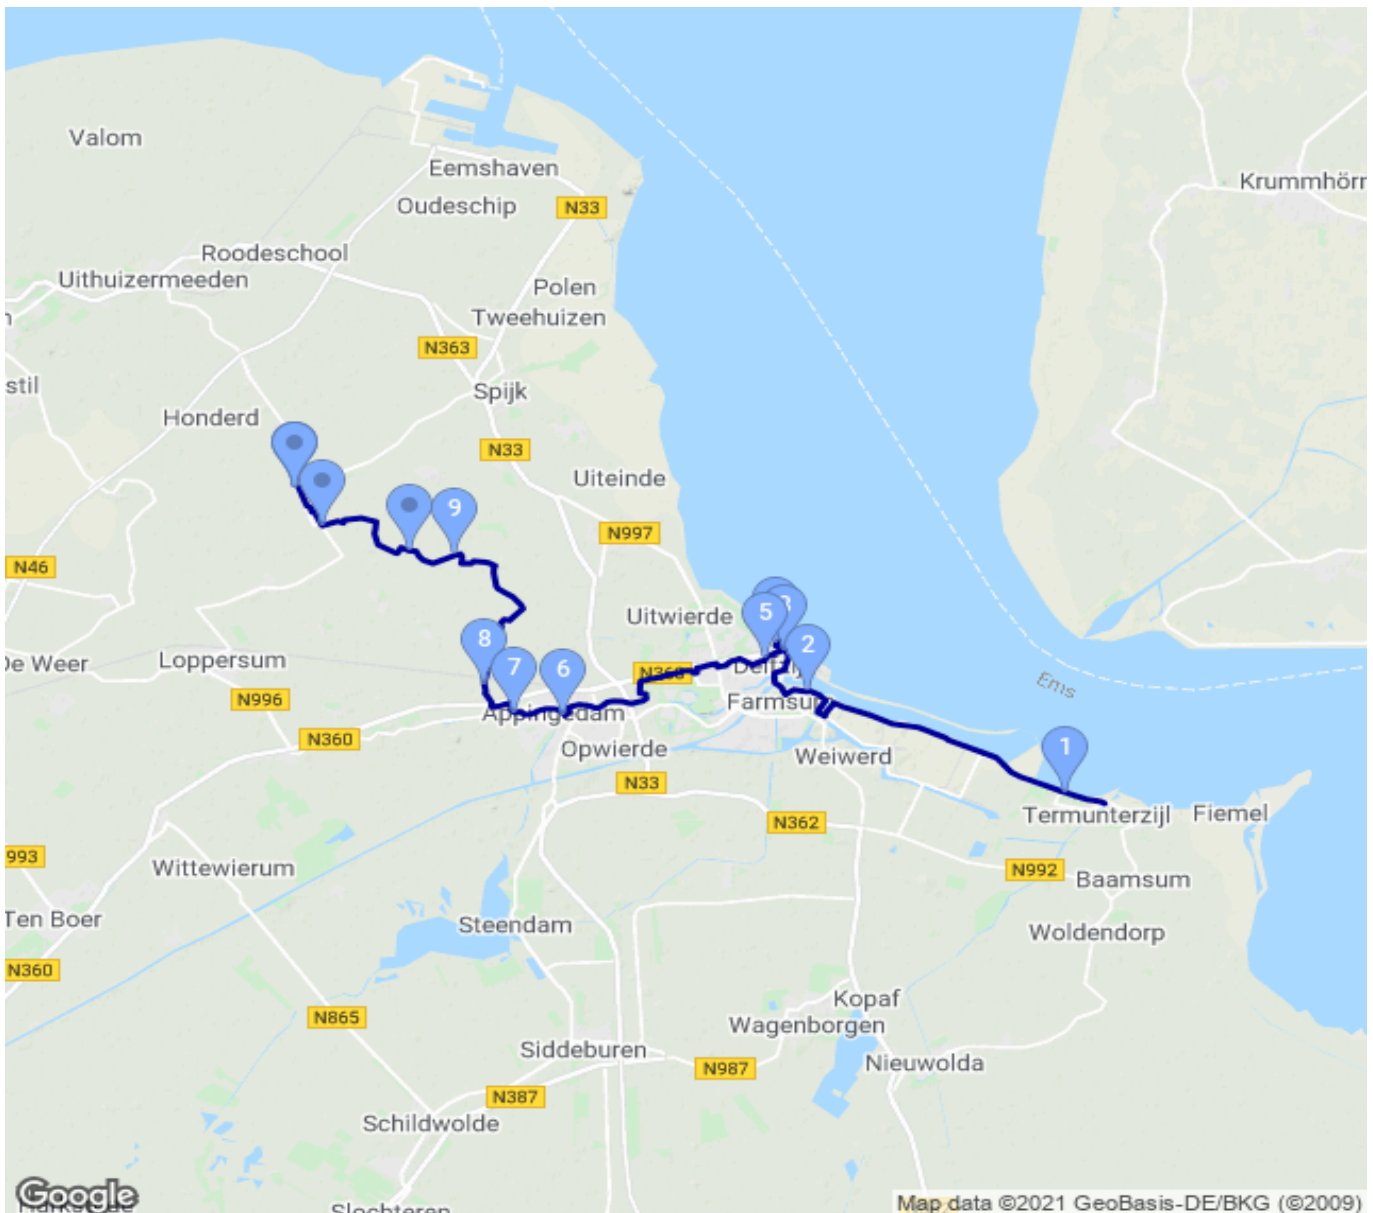 Valom
Eemshaven
Krummhörr
Oudeschip
N33
Roodeschool
Uithuizermeeden
Polen
Tweehuizen
N363
stil
Spijk
Honderd
N33
Uiteinde
9
N997
N46
Uitwierde
5
8
2
De Weer
Loppersum
7
6
N996
Farmsum
Ems
Appingedam
N360
Opwierde
Weiwerd
1
N33
Termunterzijl
Fiemel
N362
993
Wittewierum
N992
Baamsum
Ten Boer
Steendam
Woldendorp
N360
Kopaf
N865
Wagenborgen
Siddeburen
N987
Nieuwolda
N387
Schildwolde
Google
Slochteren
Map data ©2021 GeoBasis-DE/BKG (©2009)